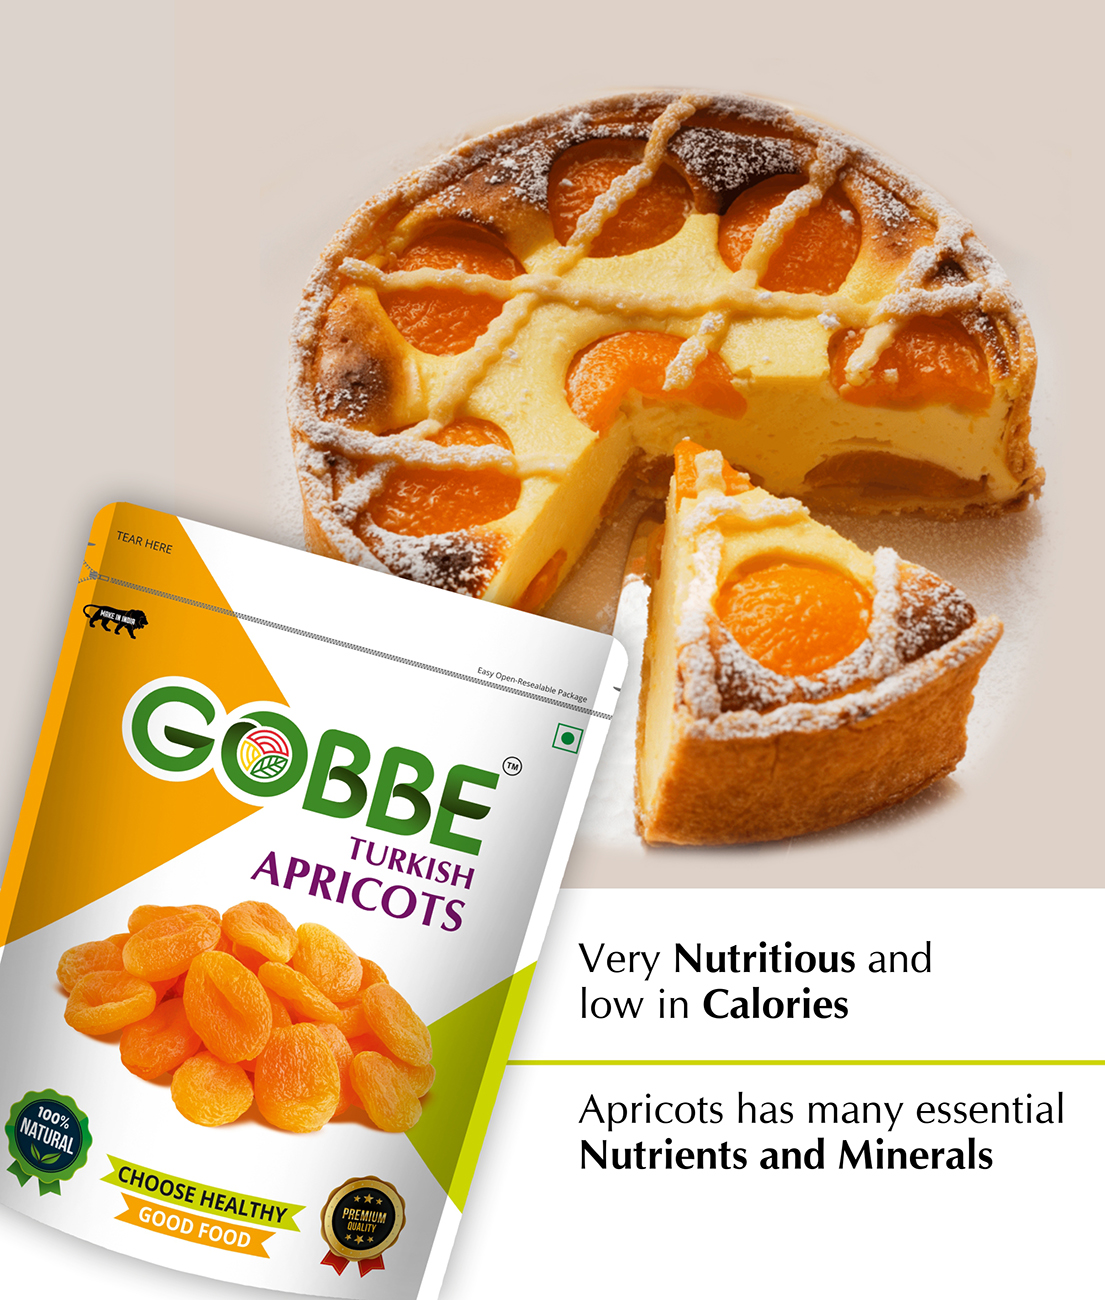 TEAR HERE
MAKE IN INDIA
Easy Open-Resealable Package
GOBBE TM
TURKISH
APRICOTS
100%
NATURAL
CHOOSE HEALTHY
GOOD FOOD
PREMIUM
QUALITY
Very Nutritious and
low in Calories
Apricots has many essential
Nutrients and Minerals